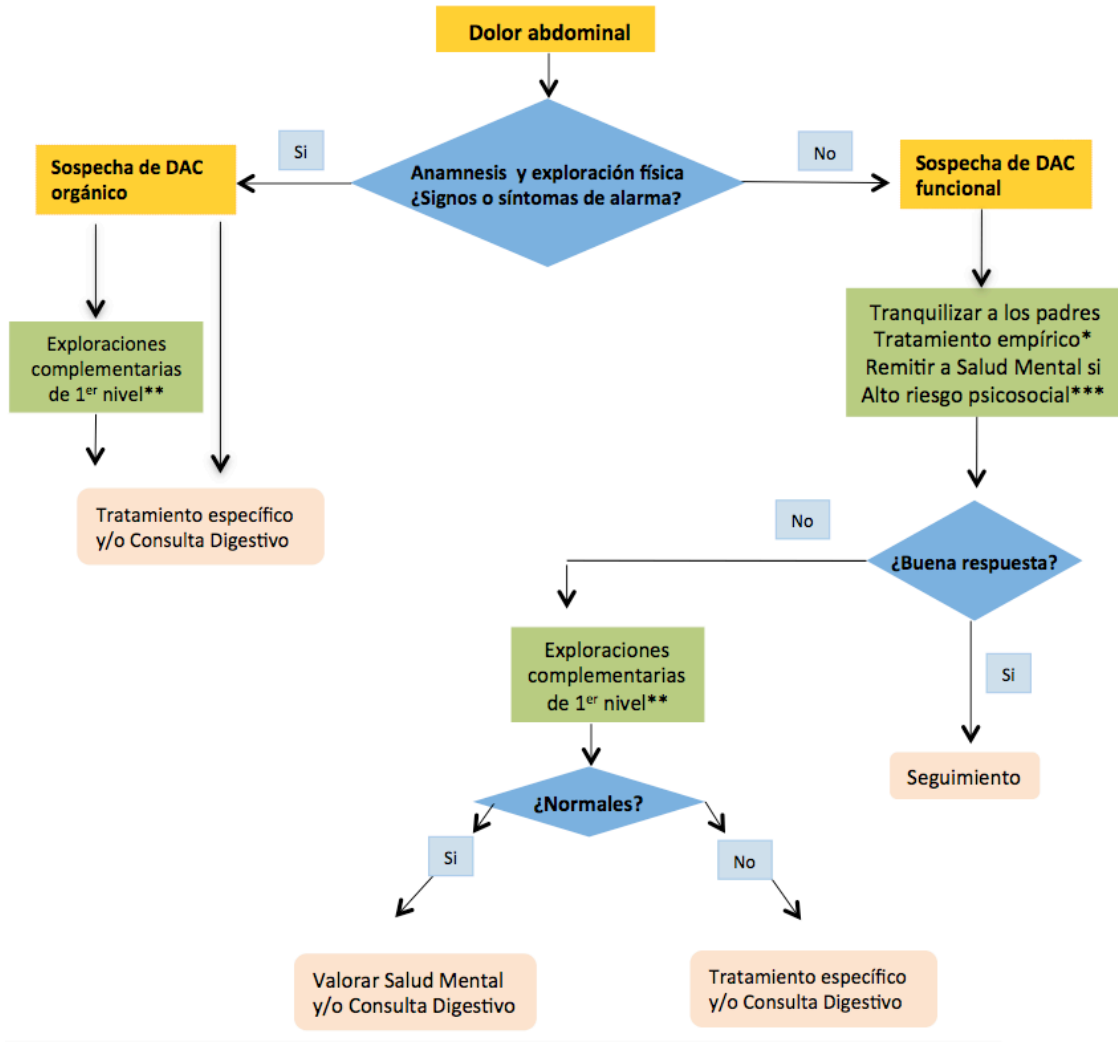 Dolor abdominal
Anamnesis y exploración física
¿Signos o síntomas de alarma?
Si
No
Sospecha de DAC
orgánico
Sospecha de DAC
funcional
Exploraciones
complementarias
de 1er nivel**
Tratamiento específico
y/o Consulta Digestivo
Tranquilizar a los padres
Tratamiento empírico*
Remitir a Salud Mental si
Alto riesgo psicosocial***
¿Buena respuesta?
No
Si
Exploraciones
complementarias
de 1er nivel**
Seguimiento
¿Normales?
Si
No
Valorar Salud Mental
y/o Consulta Digestivo
Tratamiento específico
y/o Consulta Digestivo